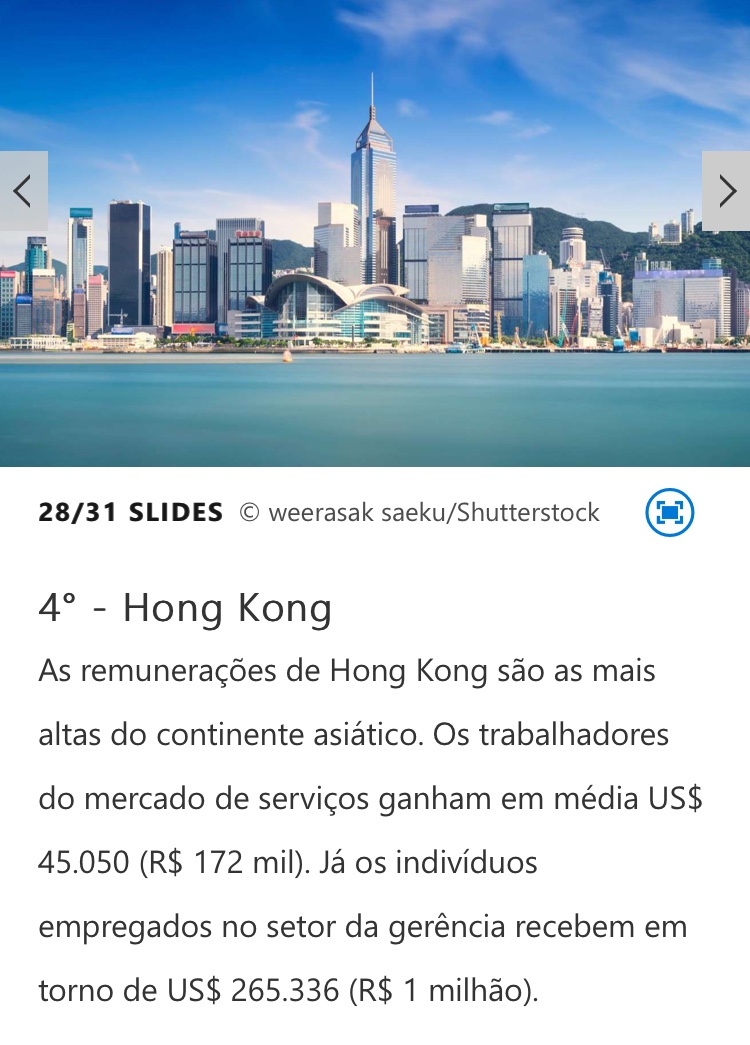 28/31 SLIDES © weerasak saeku/Shutterstock
4° - Hong Kong
As remunerações de Hong Kong são as mais
altas do continente asiático. Os trabalhadores
do mercado de serviços ganham em média US$
45.050 (R$ 172 mil). Já os indivíduos
empregados no setor da gerência recebem em
torno de US$ 265.336 (R$ 1 milhão).